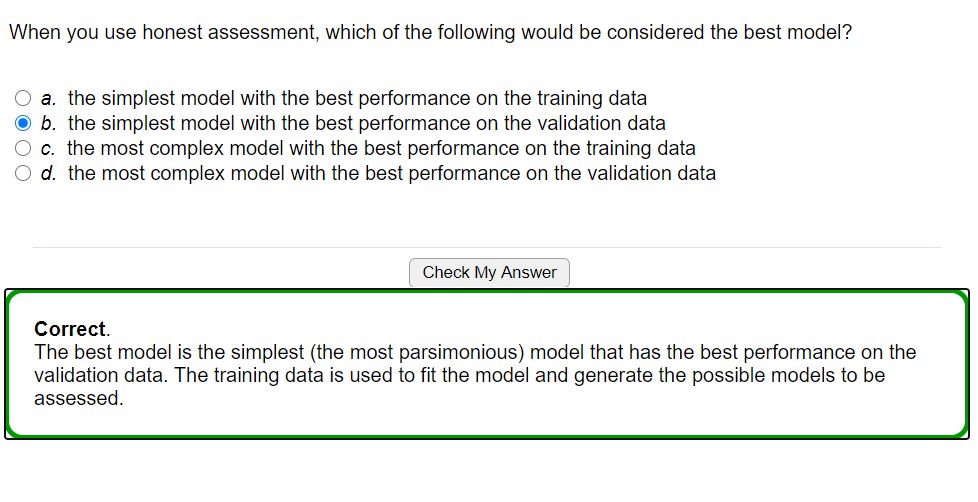 When you use honest assessment, which of the following would be considered the best model?
a. the simplest model with the best performance on the training data
b. the simplest model with the best performance on the validation data
c. the most complex model with the best performance on the training data
d. the most complex model with the best performance on the validation data
Check My Answer
Correct.
The best model is the simplest (the most parsimonious) model that has the best performance on the
validation data. The training data is used to fit the model and generate the possible models to be
assessed.